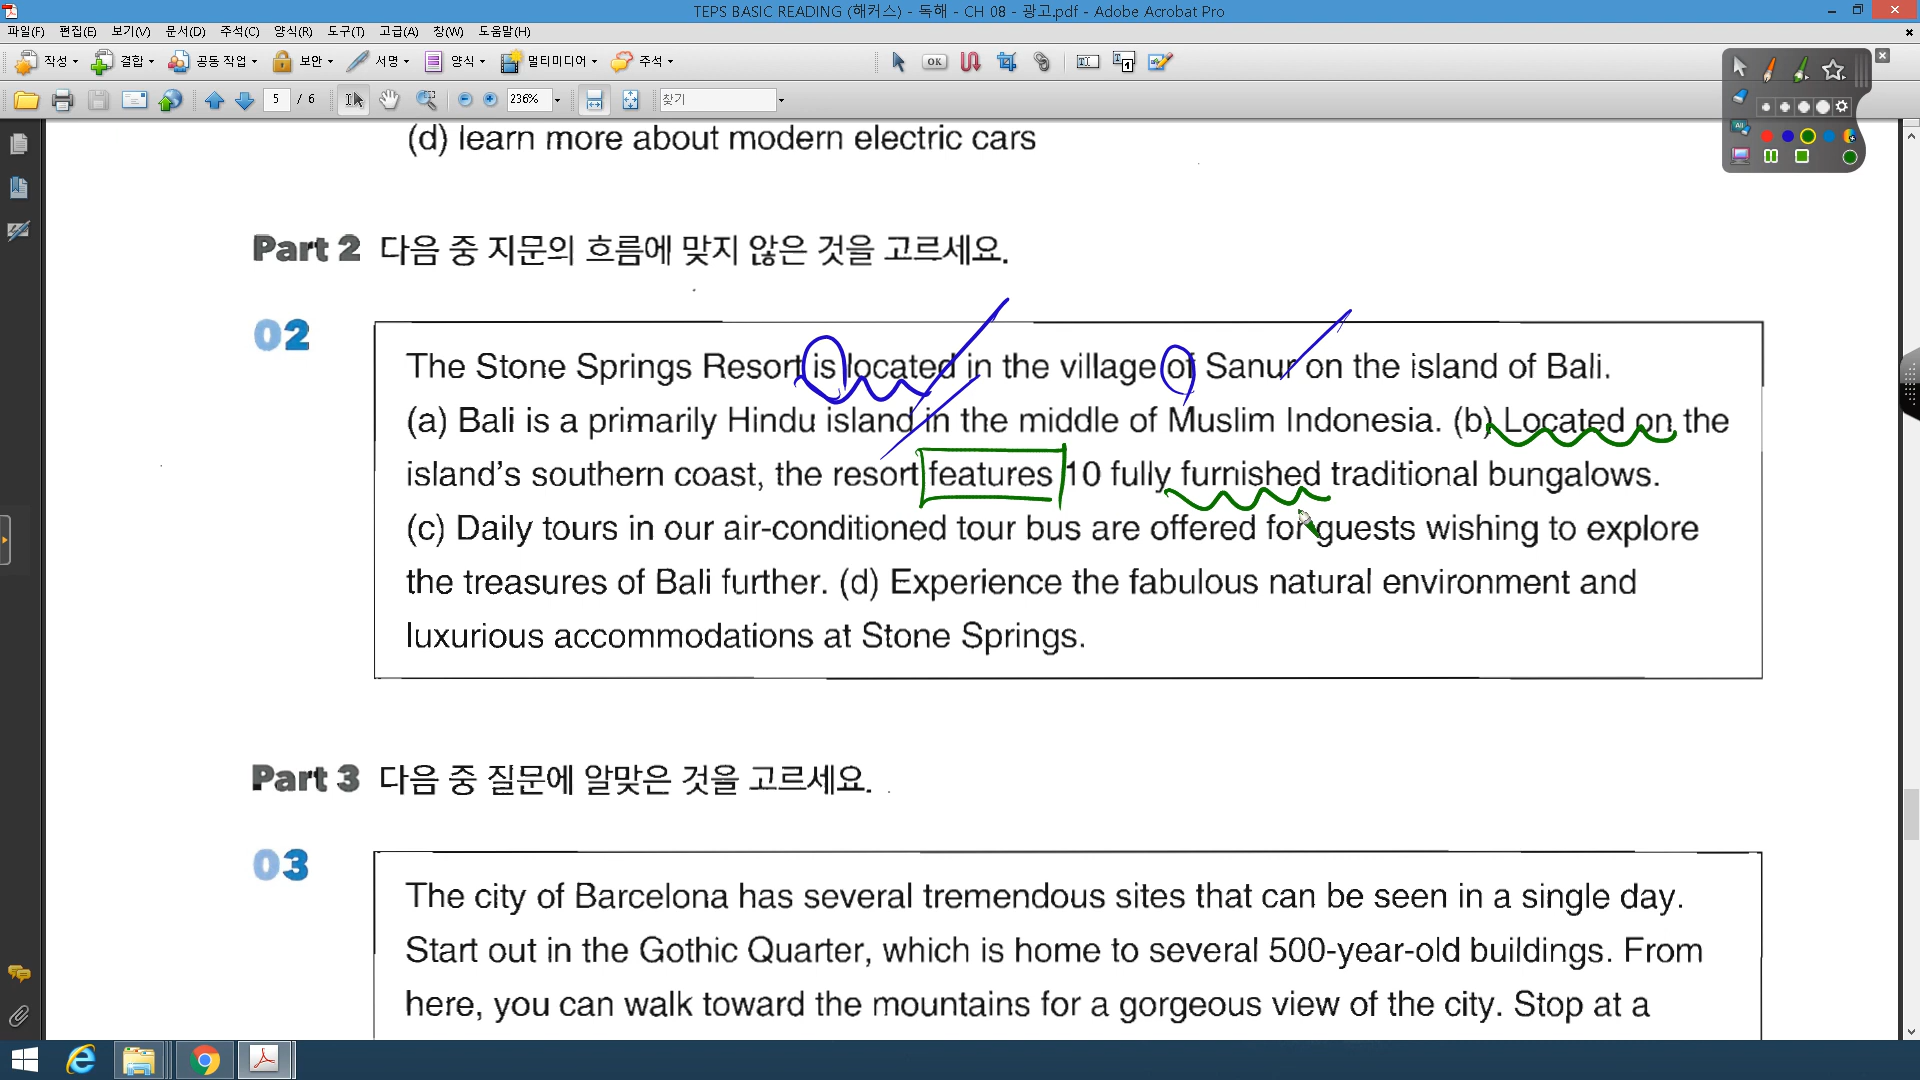 TEPS BASIC READING (해커스) - 독해 - CH 08 - 광고.pdf - Adobe Acrobat Pro
파일(F) 편집(E) 보기(V) 문서(D) 주석(C) 양식(R) 도구(T) 고급(A) 창(W) 도움말(H)
작성 결합 공동 작업 보안 서명 양식 멀티미디어 주석 OK
5 / 6 236% 찾기
(d) learn more about modern electric cars
Part 2 다음 중 지문의 흐름에 맞지 않은 것을 고르세요.
02
The Stone Springs Resort is located in the village of Sanur on the island of Bali.
(a) Bali is a primarily Hindu island in the middle of Muslim Indonesia. (b) Located on the
island's southern coast, the resort features 10 fully furnished traditional bungalows.
(c) Daily tours in our air-conditioned tour bus are offered for guests wishing to explore
the treasures of Bali further. (d) Experience the fabulous natural environment and
luxurious accommodations at Stone Springs.
Part 3 다음 중 질문에 알맞은 것을 고르세요.
03
The city of Barcelona has several tremendous sites that can be seen in a single day.
Start out in the Gothic Quarter, which is home to several 500-year-old buildings. From
here, you can walk toward the mountains for a gorgeous view of the city. Stop at a